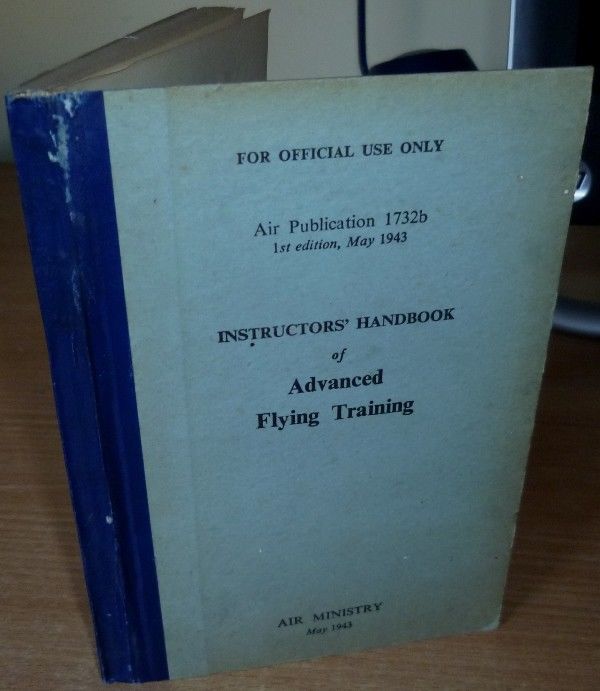 FOR OFFICIAL USE ONLY
Air Publication 1732b
1st edition, May 1943
INSTRUCTORS' HANDBOOK
of
Advanced
Flying Training
AIR MINISTRY
May 1943